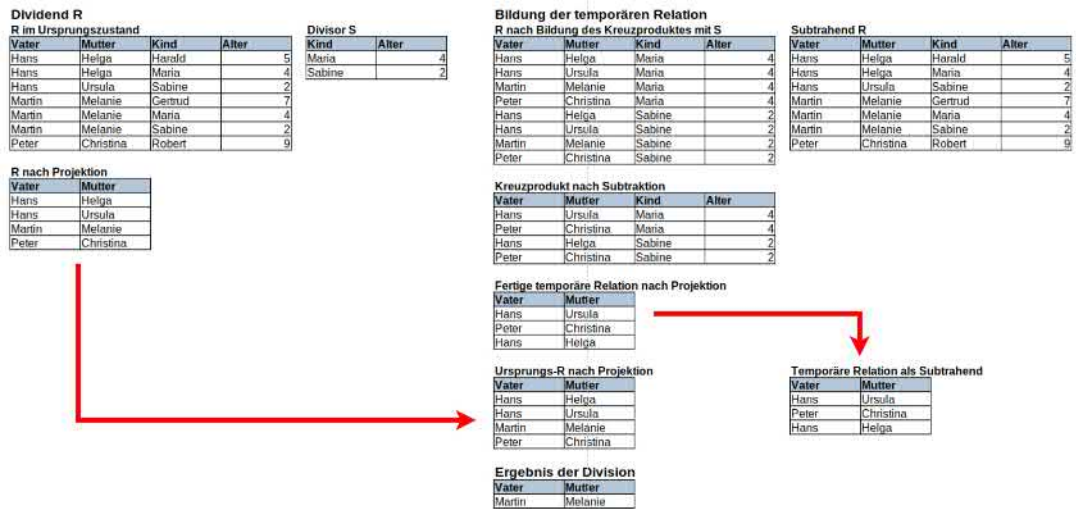 Dividend R
R im Ursprungszustand
Vater Mutter Kind Alter
Hans Helga Harald 5
Hans Helga Maria 4
Hans Ursula Sabine 2
Martin Melanie Gertrud 7
Martin Melanie Maria 4
Martin Melanie Sabine 2
Peter Christina Robert 9
Divisor S
Kind Alter
Maria 4
Sabine 2
R nach Projektion
Vater Mutter
Hans Helga
Hans Ursula
Martin Melanie
Peter Christina
Bildung der temporären Relation
R nach Bildung des Kreuzproduktes mit S
Vater Mutter Kind Alter
Hans Helga Maria 4
Hans Ursula Maria 4
Martin Melanie Maria 4
Peter Christina Maria 4
Hans Helga Sabine 2
Hans Ursula Sabine 2
Martin Melanie Sabine 2
Peter Christina Sabine 2
Subtrahend R
Vater Mutter Kind Alter
Hans Helga Harald 5
Hans Helga Maria 4
Hans Ursula Sabine 2
Martin Melanie Gertrud 7
Martin Melanie Maria 4
Martin Melanie Sabine 2
Peter Christina Robert 9
Kreuzprodukt nach Subtraktion
Vater Mutter Kind Alter
Hans Ursula Maria 4
Peter Christina Maria 4
Hans Helga Sabine 2
Peter Christina Sabine 2
Fertige temporäre Relation nach Projektion
Vater Mutter
Hans Ursula
Peter Christina
Hans Helga
Ursprungs-R nach Projektion
Vater Mutter
Hans Helga
Hans Ursula
Martin Melanie
Peter Christina
Temporäre Relation als Subtrahend
Vater Mutter
Hans Ursula
Peter Christina
Hans Helga
Ergebnis der Division
Vater Mutter
Martin Melanie